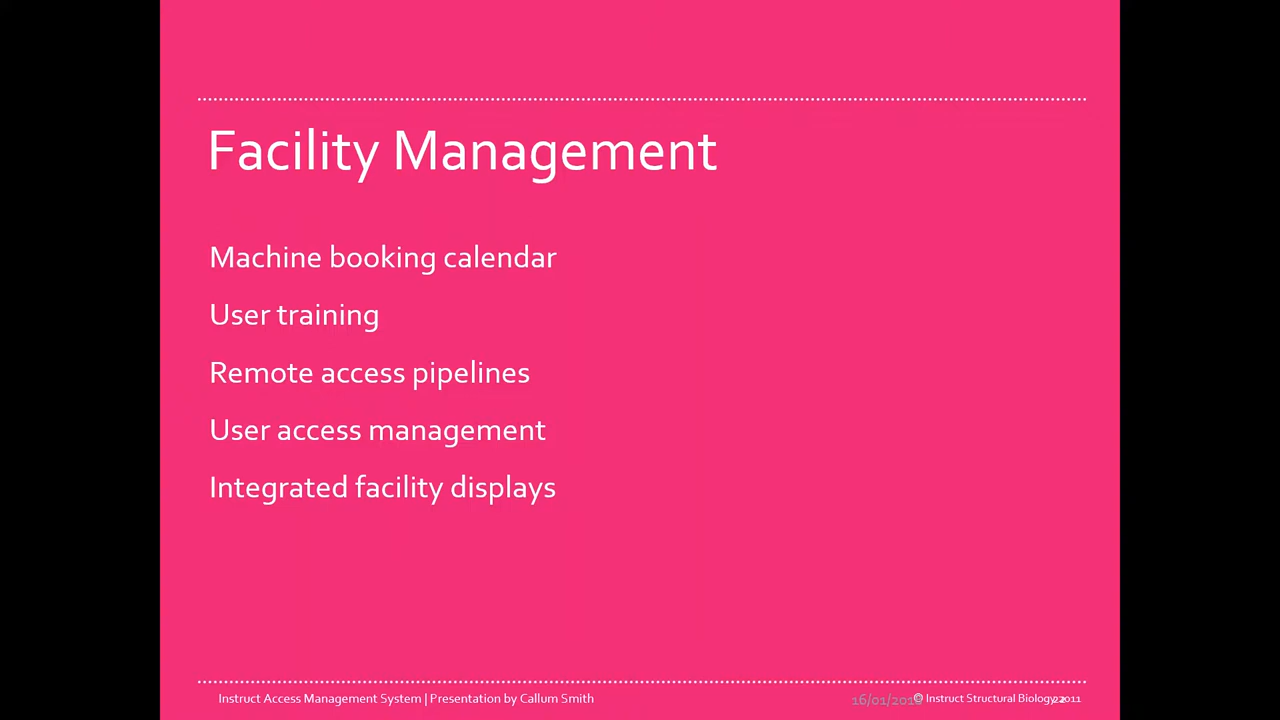 Facility Management
Machine booking calendar
User training
Remote access pipelines
User access management
Integrated facility displays
Instruct Access Management System | Presentation by Callum Smith
© Instruct Structural Biology 2011